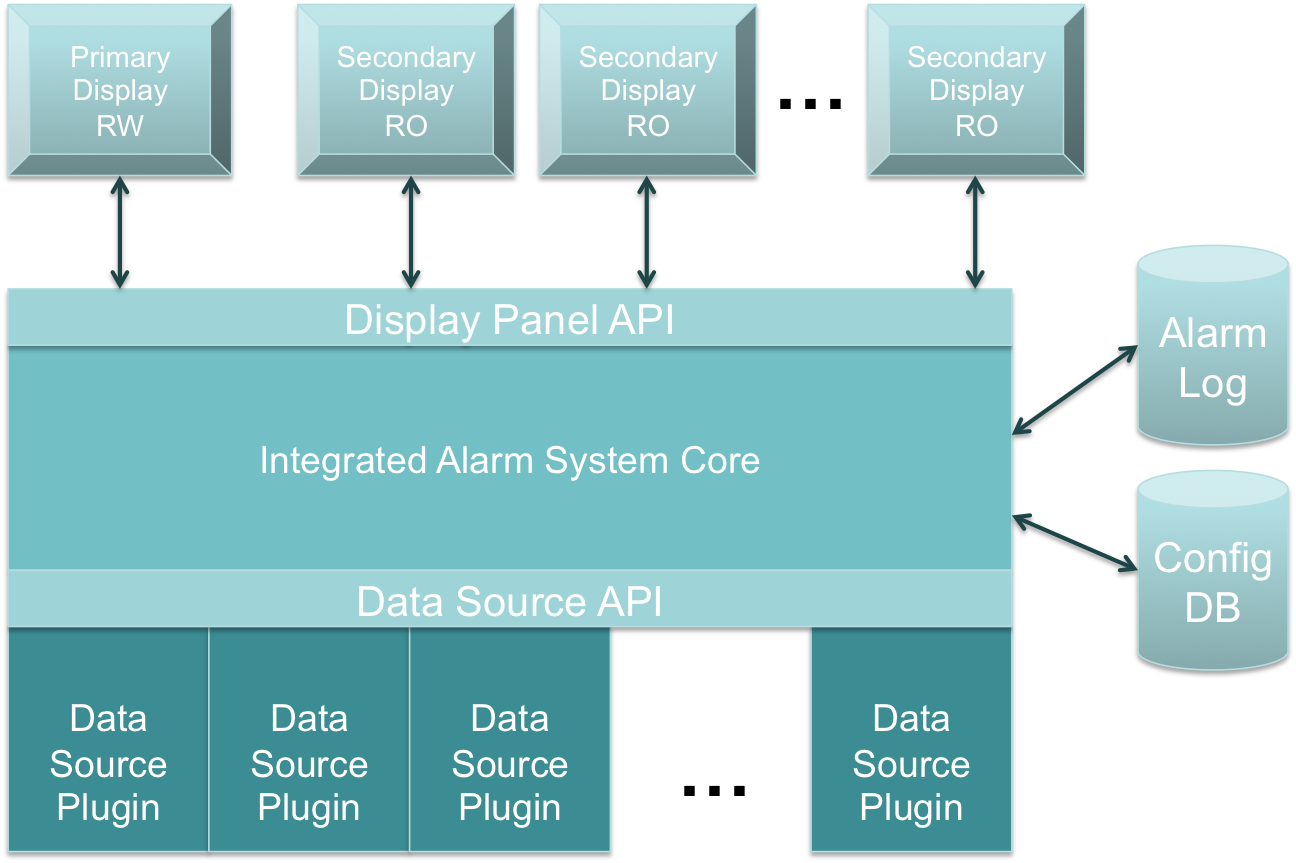 Primary
Display
RW
Secondary
Display
RO
Secondary
Display
RO
...
Secondary
Display
RO
Display Panel API
Alarm
Log
Integrated Alarm System Core
Config
DB
Data Source API
Data
Source
Plugin
Data
Source
Plugin
Data
Source
Plugin
...
Data
Source
Plugin